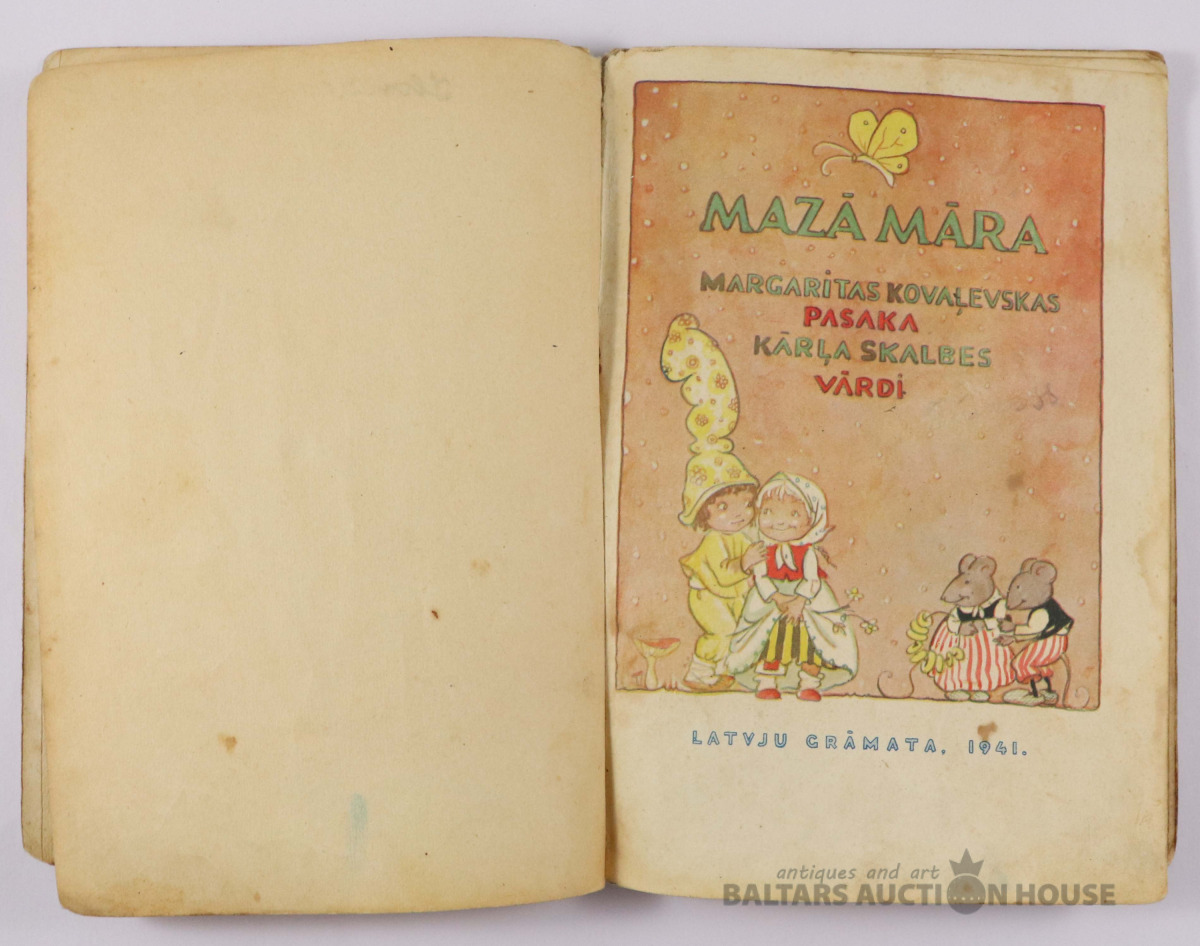 MAZĀ MĀRA
MARGARITAS KOVAĻEVSKAS
PASAKA
KĀRĻA SKALBES
VĀRDI
LATVJU GRĀMATA, 1941.
antiques and art
BALTARS AUCTION HOUSE